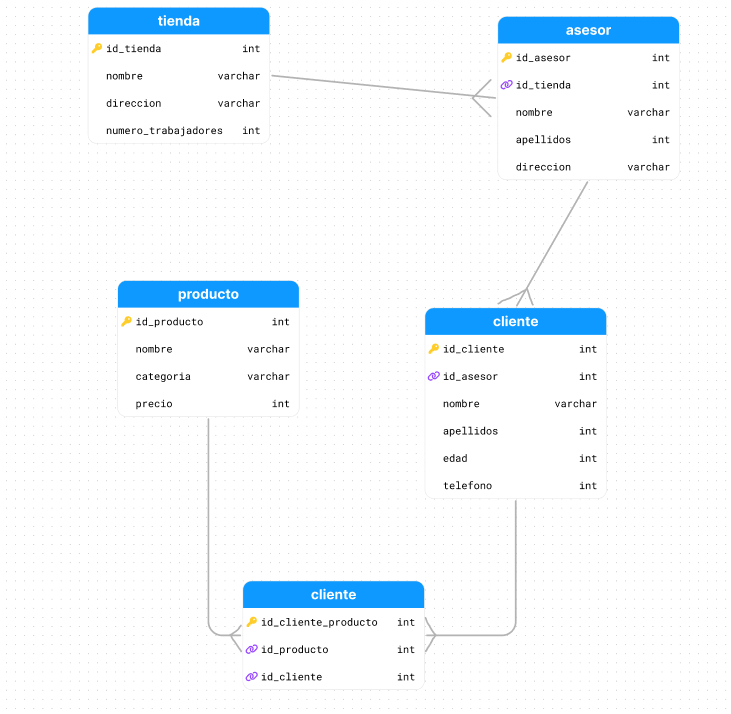 tienda
id_tienda int
nombre varchar
direccion varchar
numero_trabajadores int
asesor
id_asesor int
id_tienda int
nombre varchar
apellidos int
direccion varchar
producto
id_producto int
nombre varchar
categoria varchar
precio int
cliente
id_cliente int
id_asesor int
nombre varchar
apellidos int
edad int
telefono int
cliente
id_cliente_producto int
id_producto int
id_cliente int